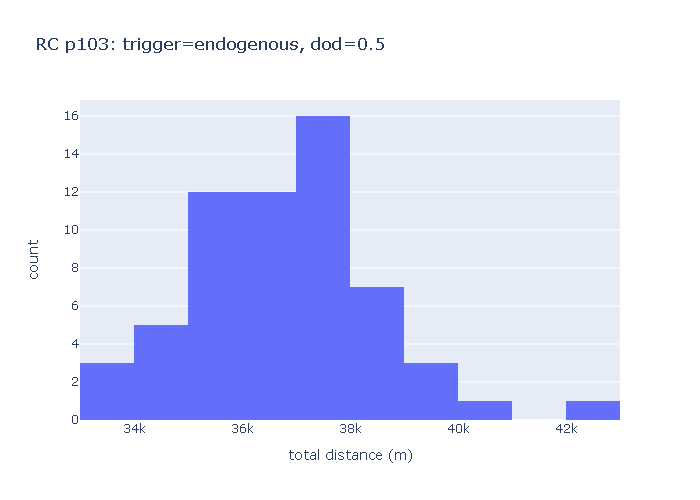 RC p103: trigger=endogenous, dod=0.5
16
14
12
10
8
6
4
2
0
count
34k
36k
38k
40k
42k
total distance (m)